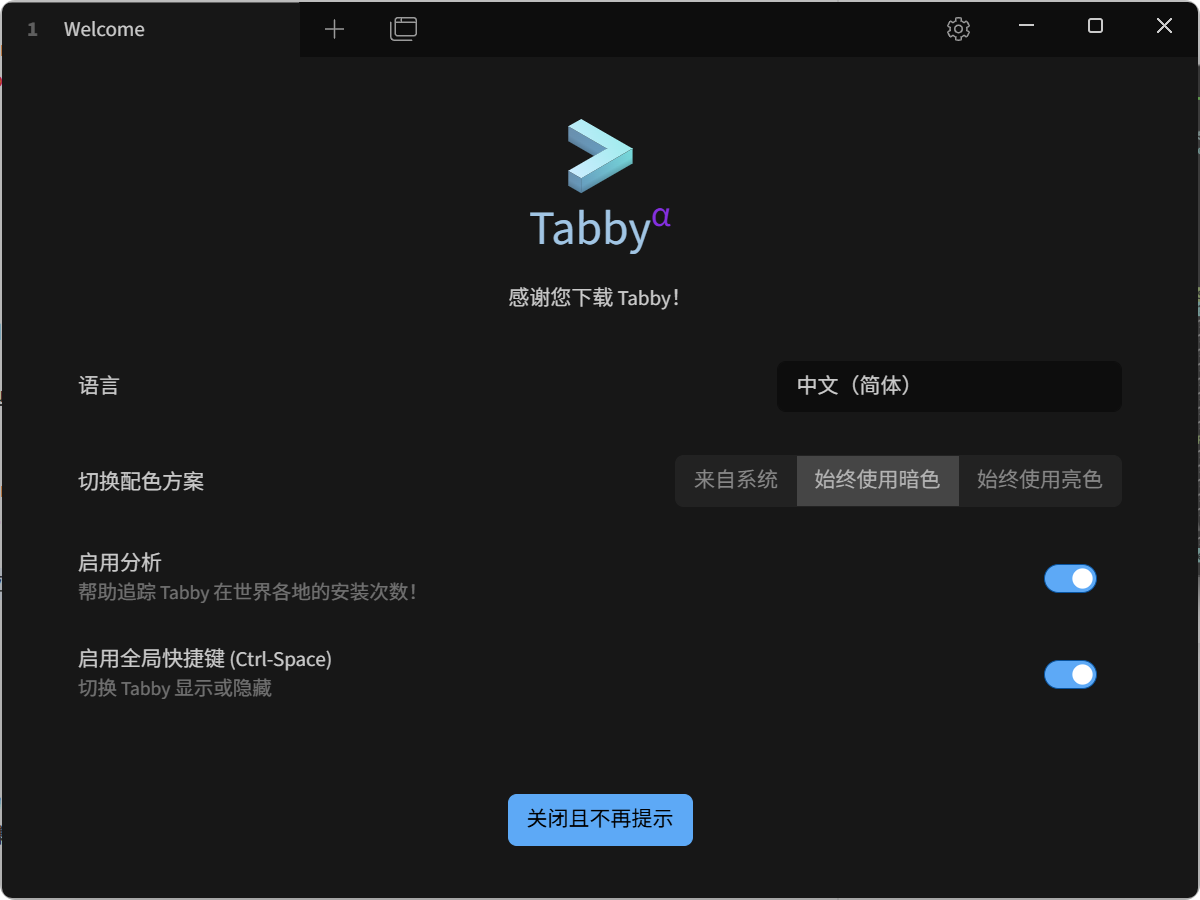 1 Welcome
Tabbyα
感谢您下载 Tabby！
语言
中文（简体）
切换配色方案
来自系统 始终使用暗色 始终使用亮色
启用分析
帮助追踪 Tabby 在世界各地的安装次数！
启用全局快捷键 (Ctrl-Space)
切换 Tabby 显示或隐藏
关闭且不再提示